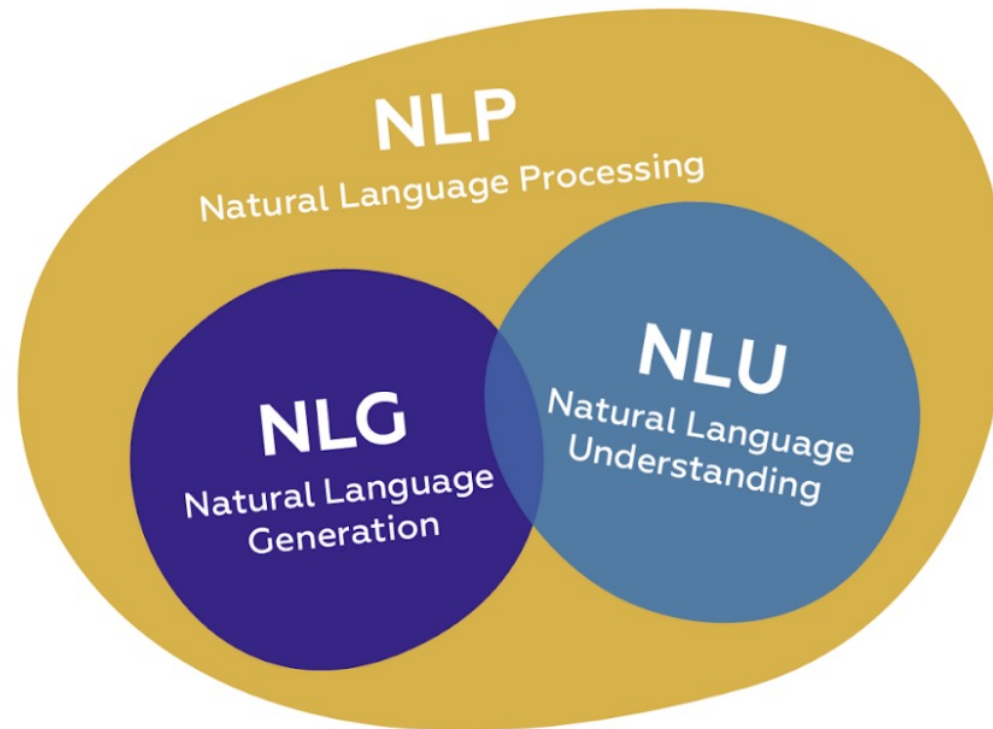 NLP
Natural Language Processing
NLG
Natural Language
Generation
NLU
Natural Language
Understanding